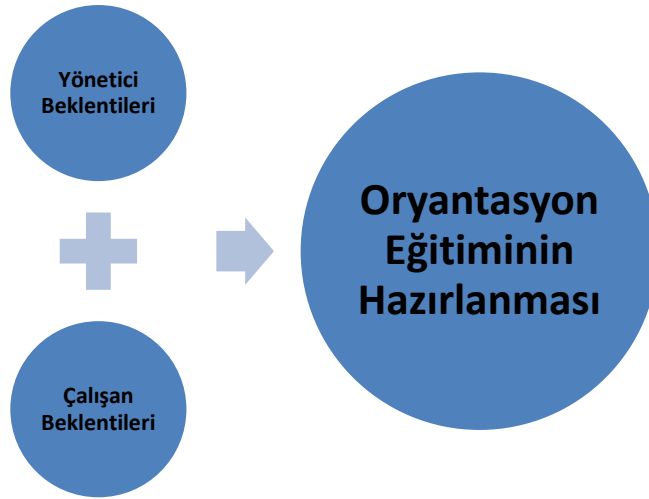 Yönetici
Beklentileri
Çalışan
Beklentileri
Oryantasyon
Eğitiminin
Hazırlanması